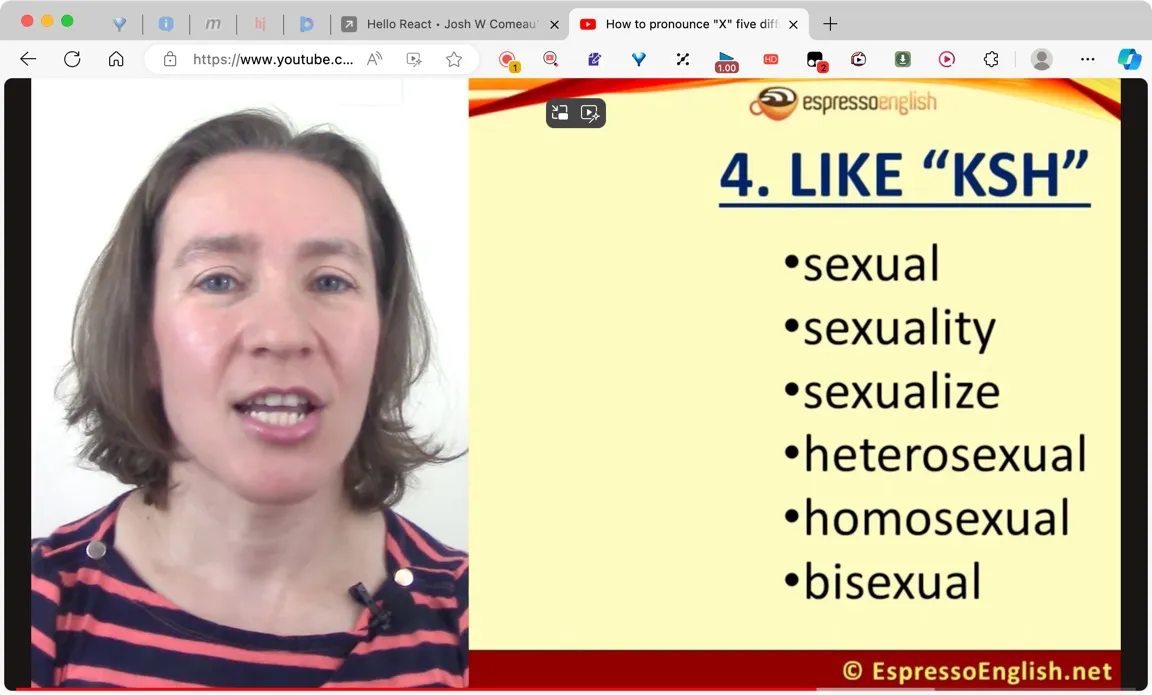 Hello React • Josh W Comeau
How to pronounce "X" five diff
https://www.youtube.c...
1
1.00
HD
2
espressoenglish
4. LIKE “KSH”
•sexual
•sexuality
•sexualize
•heterosexual
•homosexual
•bisexual
© EspressoEnglish.net